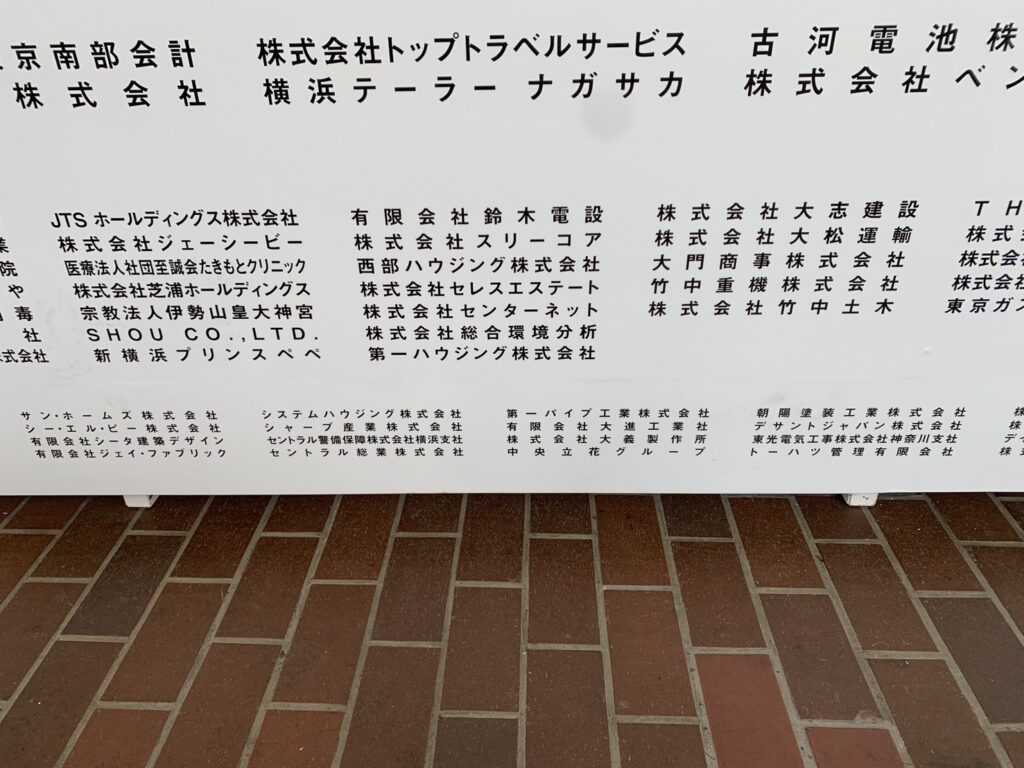 京南部会計
株式会社
株式会社トップトラベルサービス
横浜テーラー ナガサカ
古河電池株
株式会社ベン
業
院
や
毒
社
株式会社
JTS ホールディングス株式会社
株式会社ジェーシービー
医療法人社団至誠会たきもとクリニック
株式会社芝浦ホールディングス
宗教法人伊勢山皇大神宮
SHOU CO.,LTD.
新横浜プリンスペペ
有限会社鈴木電設
株式会社スリーコア
西部ハウジング株式会社
株式会社セレスエステート
株式会社センターネット
株式会社総合環境分析
第一ハウジング株式会社
株式会社大志建設
株式会社大松運輸
大門商事株式会社
竹中重機株式会社
株式会社竹中土木
TH
株式会
株式会社
株式会社
東京ガス
サン・ホームズ株式会社
シー・エル・ビー株式会社
有限会社シータ建築デザイン
有限会社ジェイ・ファブリック
システムハウジング株式会社
シャープ産業株式会社
セントラル警備保障株式会社横浜支社
セントラル総業株式会社
第一パイプ工業株式会社
有限会社大進工業社
株式会社大義製作所
中央立花グループ
朝陽塗装工業株式会社
デサントジャパン株式会社
東光電気工事株式会社神奈川支社
トーハツ管理有限会社
株
株
デ
株式